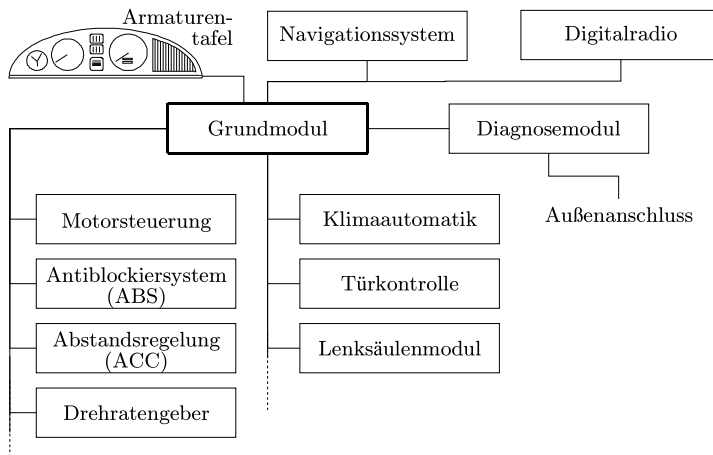 Armaturen-
tafel
Navigationssystem
Digitalradio
Grundmodul
Diagnosemodul
Außenanschluss
Motorsteuerung
Antiblockiersystem
(ABS)
Abstandsregelung
(ACC)
Drehratengeber
Klimaautomatik
Türkontrolle
Lenksäulenmodul